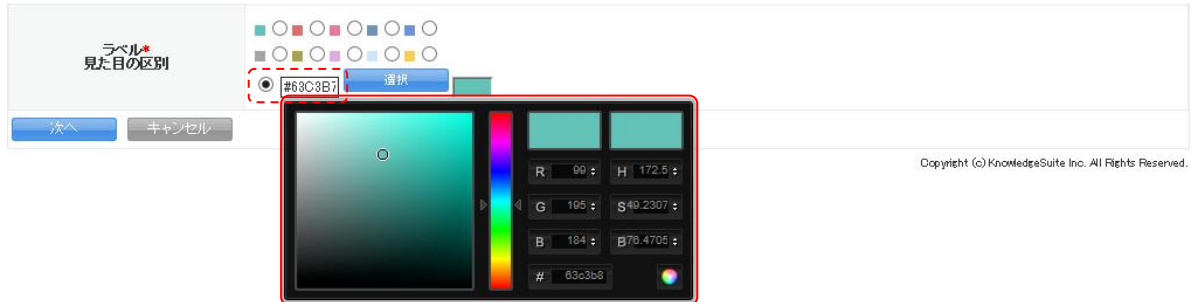 ラベル*
見た目の区別
#63C3B7
選択
R 99 H 172.5
G 195 S 49.2307
B 184 B 76.4705
# 63c3b8
次へ キャンセル
Copyright (c) KnowledgeSuite Inc. All Rights Reserved.